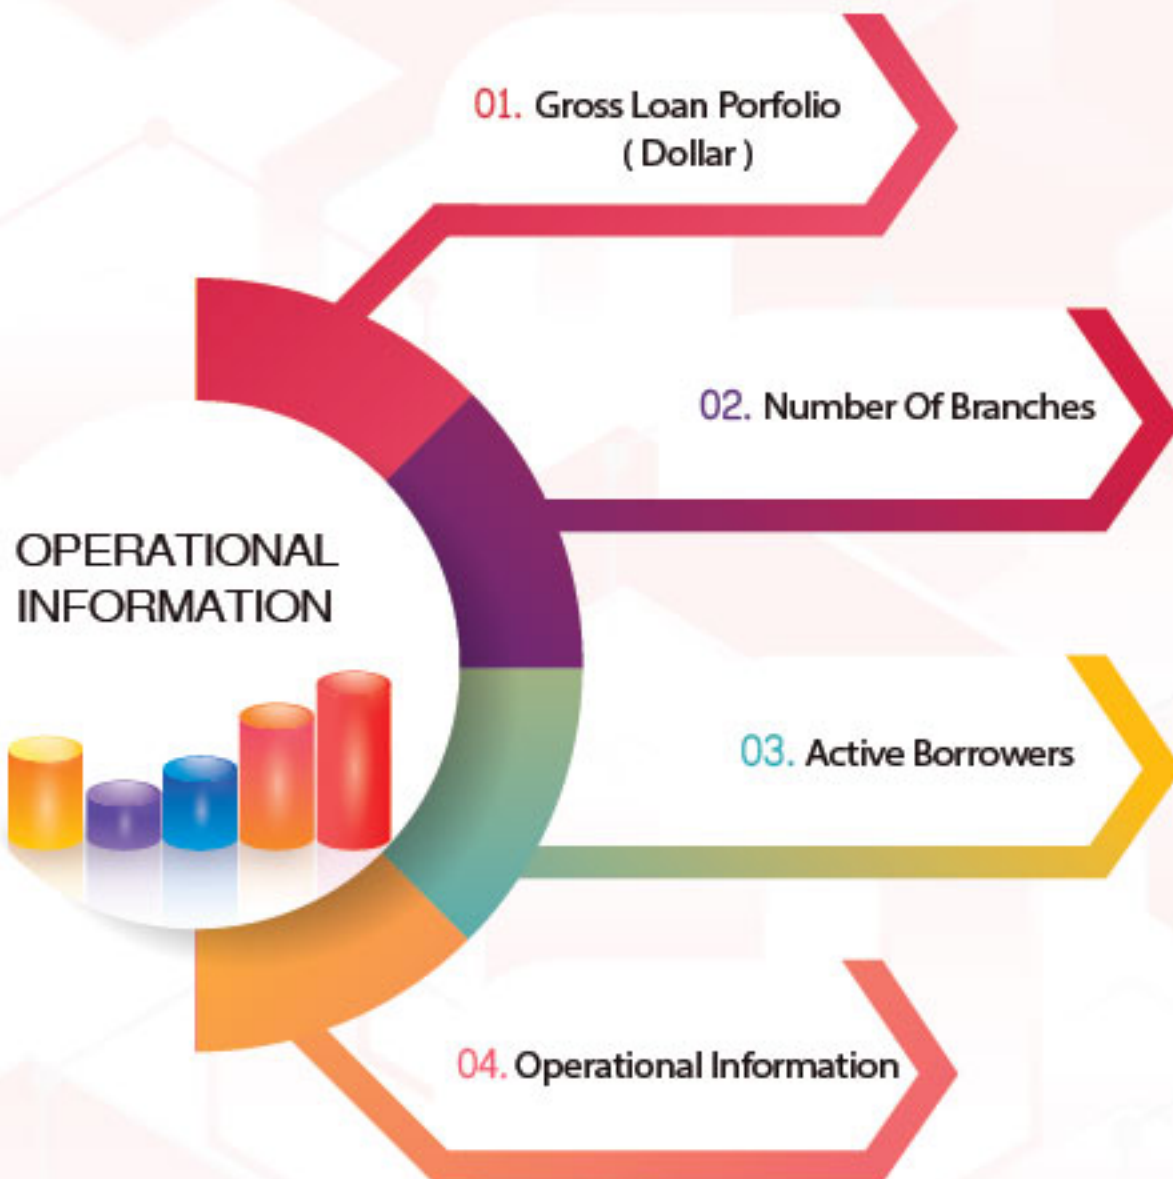 01. Gross Loan Porfolio
( Dollar )
02. Number Of Branches
OPERATIONAL
INFORMATION
03. Active Borrowers
04. Operational Information